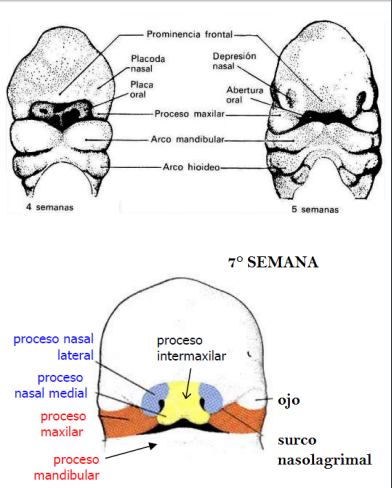 Prominencia frontal
Placoda
nasal
Placa
oral
Depresión
nasal
Abertura
oral
Proceso maxilar
Arco mandibular
Arco hioideo
4 semanas
5 semanas
7° SEMANA
proceso nasal
lateral
proceso
nasal medial
proceso
maxilar
proceso
mandibular
proceso
intermaxilar
ojo
surco
nasolagrimal